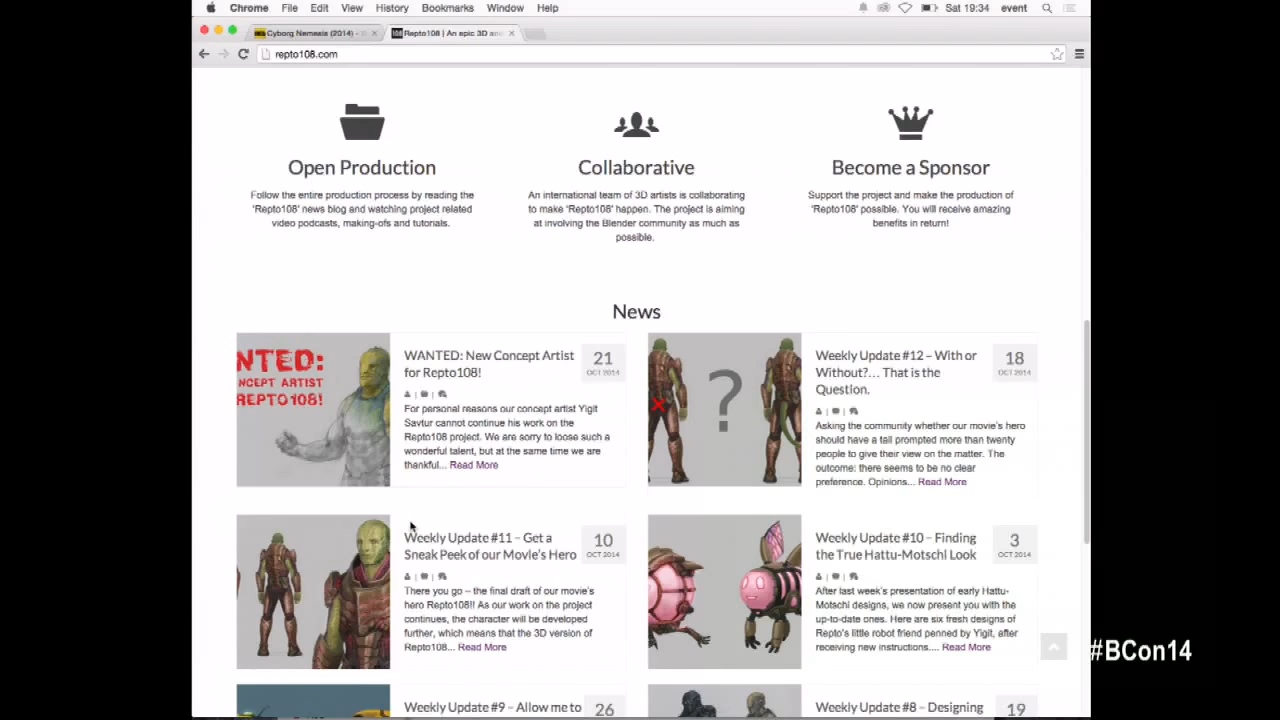 Chrome File Edit View History Bookmarks Window Help Sat 19:34 event
Cyborg Nemesis (2014) - Repto108 | An epic 3D ani
repto108.com
Open Production Collaborative Become a Sponsor
Follow the entire production process by reading the
'Repto108' news blog and watching project related
video podcasts, making-ofs and tutorials.
An international team of 3D artists is collaborating
to make 'Repto108' happen. The project is aiming
at involving the Blender community as much as
possible.
Support the project and make the production of
'Repto108' possible. You will receive amazing
benefits in return!
News
NTED:
NCEPT ARTIST
REPTO108!
WANTED: New Concept Artist
for Repto108!
21
OCT 2014
For personal reasons our concept artist Yigit
Savtur cannot continue his work on the
Repto108 project. We are sorry to loose such a
wonderful talent, but at the same time we are
thankful... Read More
?
Weekly Update #12 – With or
Without?… That is the
Question.
18
OCT 2014
Asking the community whether our movie's hero
should have a tail prompted more than twenty
people to give their view on the matter. The
outcome: there seems to be no clear
preference. Opinions... Read More
Weekly Update #11 – Get a
Sneak Peek of our Movie's Hero
10
OCT 2014
There you go – the final draft of our movie's
hero Repto108!! As our work on the project
continues, the character will be developed
further, which means that the 3D version of
Repto108... Read More
Weekly Update #10 – Finding
the True Hattu-Motschi Look
3
OCT 2014
After last week's presentation of early Hattu-
Motschi designs, we now present you with the
up-to-date ones. Here are six fresh designs of
Repto's little robot friend penned by Yigit, after
receiving new instructions.... Read More
#BCon14
Weekly Update #9 – Allow me to
26
Weekly Update #8 – Designing
19